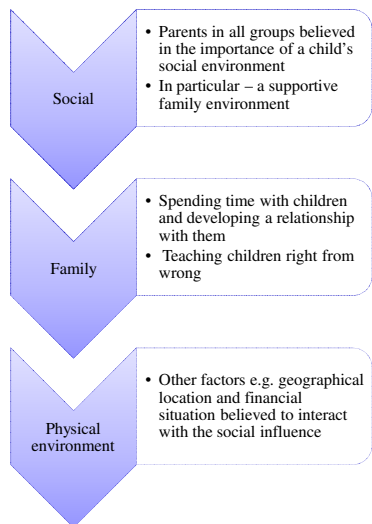 Social
• Parents in all groups believed
in the importance of a child's
social environment
• In particular – a supportive
family environment
Family
• Spending time with children
and developing a relationship
with them
• Teaching children right from
wrong
Physical
environment
• Other factors e.g. geographical
location and financial
situation believed to interact
with the social influence